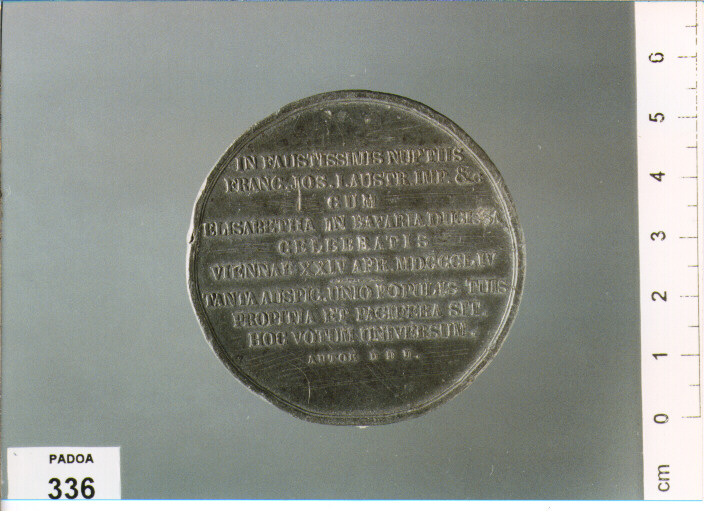 IN FAUSTISSIMIS NUPTIIS
FRANC. JOS. I. AUSTR. IMP. &c
CUM
ELISABETHA IN BAVARIA DUCISSA
CELEBRATIS
VIENNAE XXIV APR. MDCCCLIV
TANTA AUSPIC. UNIO POPULIS TUIS
PROPITIA ET PACIFERA SIT.
HOC VOTUM UNIVERSUM.
AUTOR
PADOA
336
6
5
4
3
2
1
0
cm